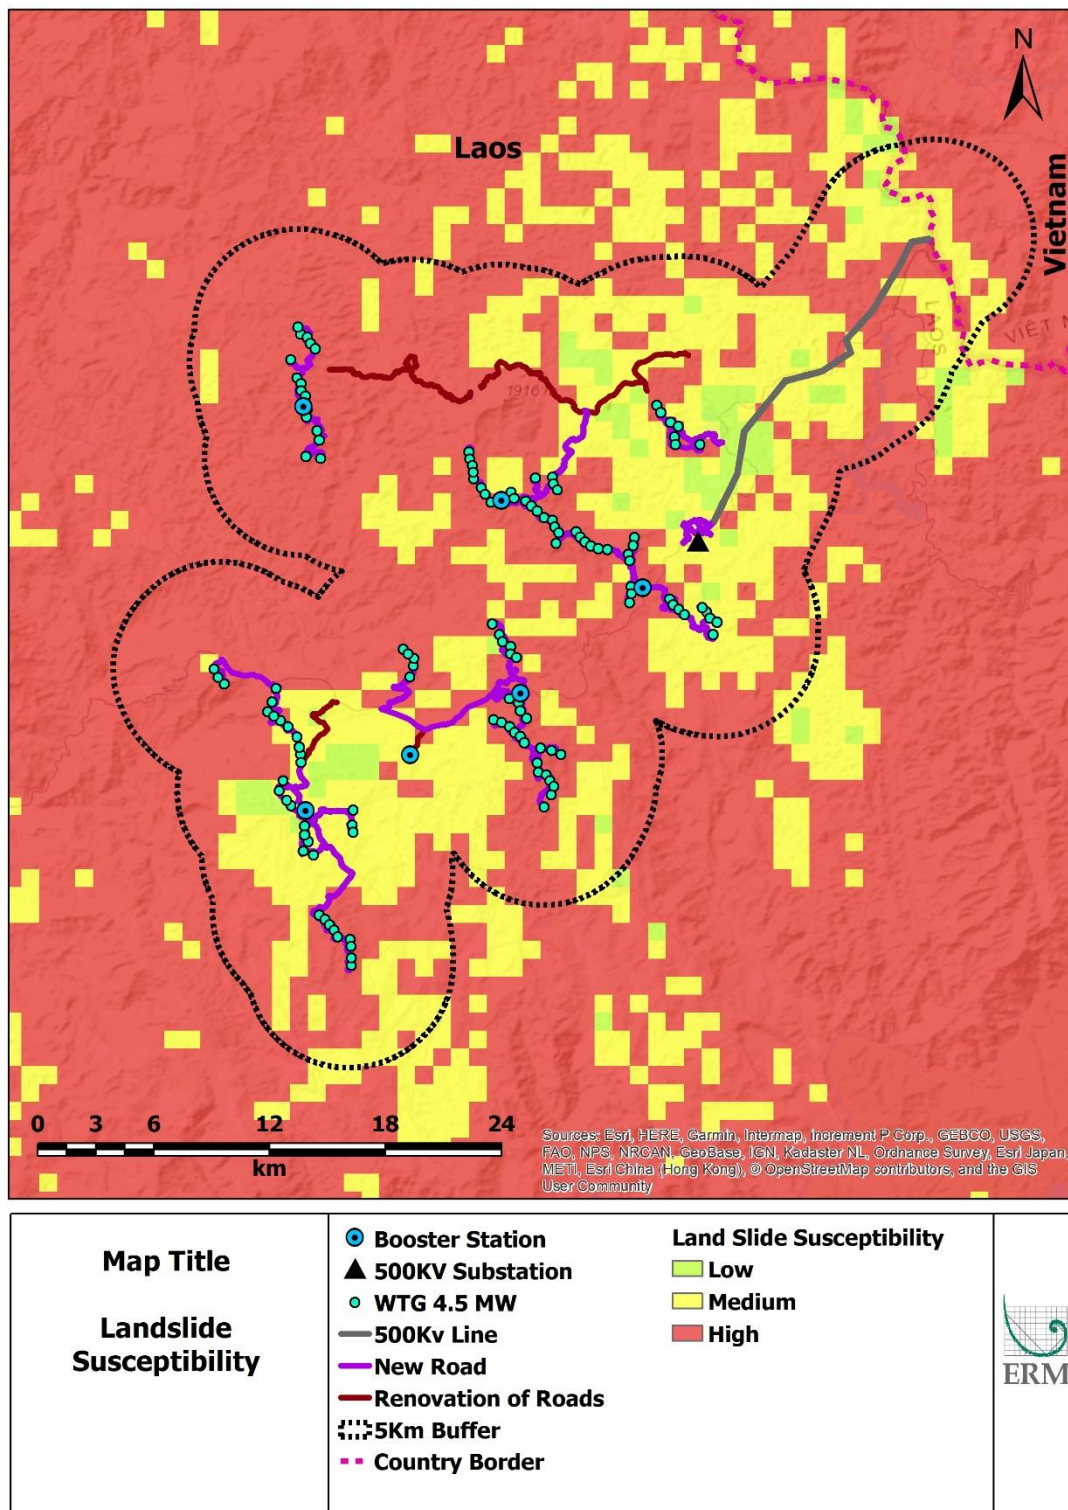 N
Laos
Vietnam
1916 m
LAOS
VIÊT N
0 3 6 12 18 24
km
Sources: Esri, HERE, Garmin, Intermap, increment P Corp., GEBCO, USGS,
FAO, NPS, NRCAN, GeoBase, IGN, Kadaster NL, Ordnance Survey, Esri Japan,
METI, Esri China (Hong Kong), © OpenStreetMap contributors, and the GIS
User Community
Map Title
Landslide
Susceptibility
Booster Station
500KV Substation
WTG 4.5 MW
500Kv Line
New Road
Renovation of Roads
5Km Buffer
Country Border
Land Slide Susceptibility
Low
Medium
High
ERM